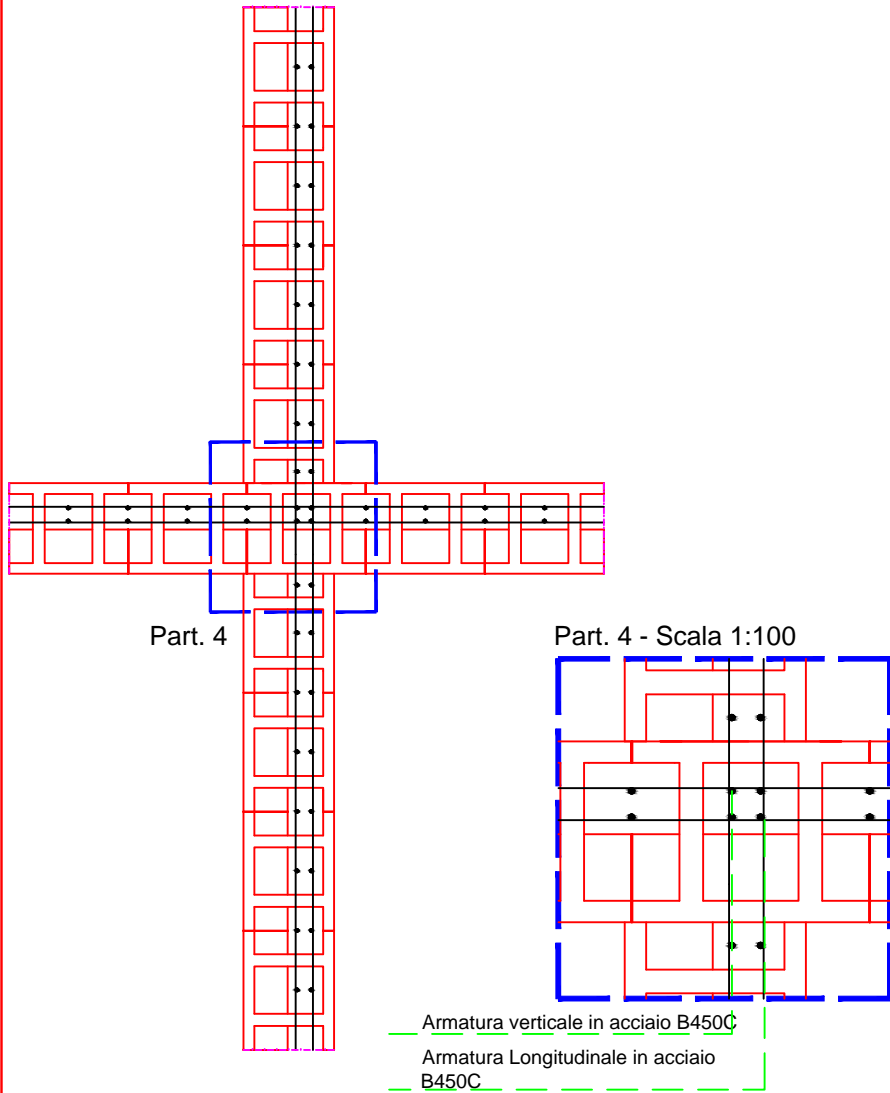 Part. 4
Part. 4 - Scala 1:100
Armatura verticale in acciaio B450C
Armatura Longitudinale in acciaio
B450C